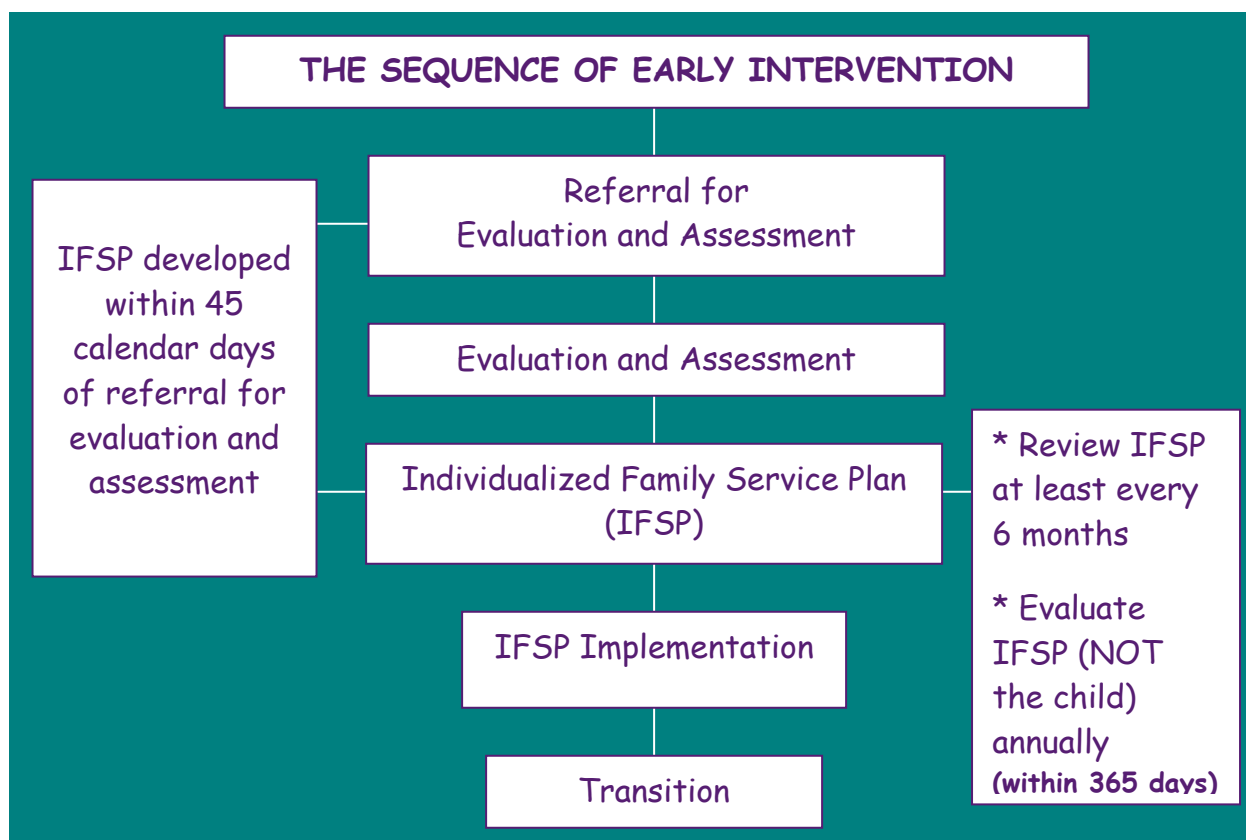 THE SEQUENCE OF EARLY INTERVENTION
Referral for
Evaluation and Assessment
IFSP developed
within 45
calendar days
of referral for
evaluation and
assessment
Evaluation and Assessment
Individualized Family Service Plan
(IFSP)
* Review IFSP
at least every
6 months
* Evaluate
IFSP (NOT
the child)
annually
(within 365 days)
IFSP Implementation
Transition